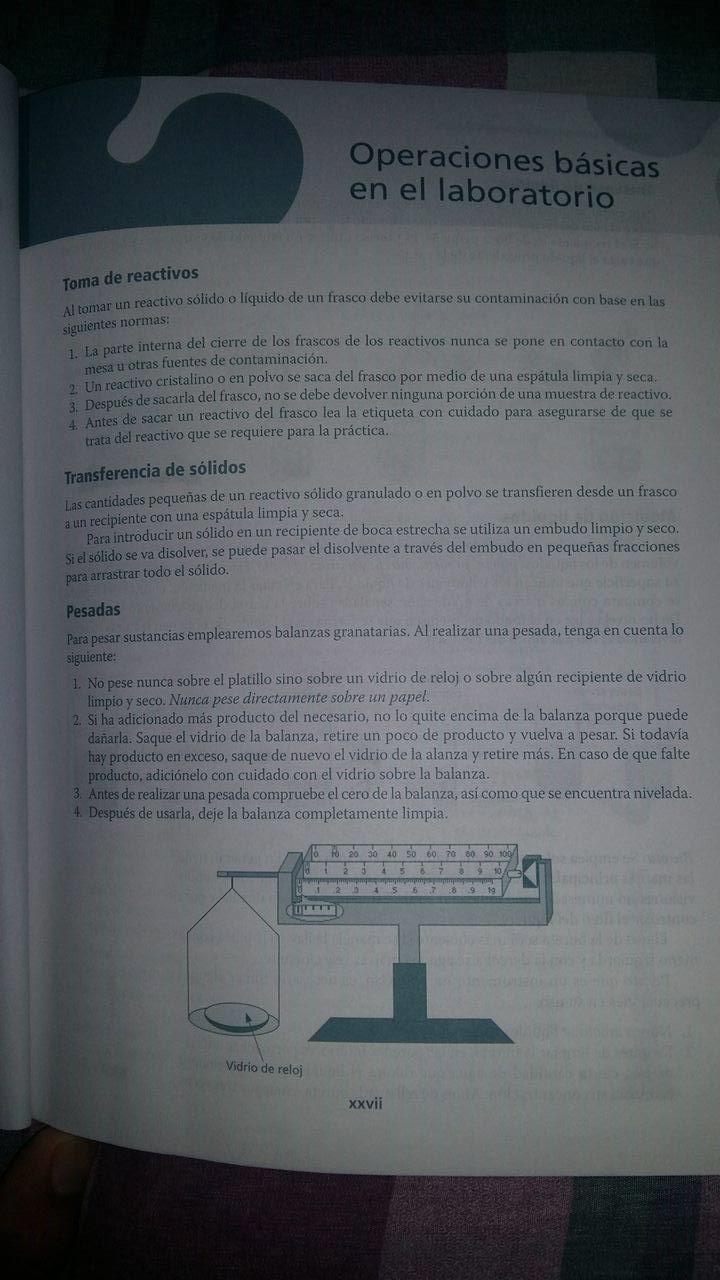 Operaciones básicas
en el laboratorio
Toma de reactivos
Al tomar un reactivo sólido o líquido de un frasco debe evitarse su contaminación con base en las
siguientes normas:
1. La parte interna del cierre de los frascos de los reactivos nunca se pone en contacto con la
mesa u otras fuentes de contaminación.
2. Un reactivo cristalino o en polvo se saca del frasco por medio de una espátula limpia y seca.
3. Después de sacarla del frasco, no se debe devolver ninguna porción de una muestra de reactivo.
4. Antes de sacar un reactivo del frasco lea la etiqueta con cuidado para asegurarse de que se
trata del reactivo que se requiere para la práctica.
Transferencia de sólidos
Las cantidades pequeñas de un reactivo sólido granulado o en polvo se transfieren desde un frasco
a un recipiente con una espátula limpia y seca.
Para introducir un sólido en un recipiente de boca estrecha se utiliza un embudo limpio y seco.
Si el sólido se va disolver, se puede pasar el disolvente a través del embudo en pequeñas fracciones
para arrastrar todo el sólido.
Pesadas
Para pesar sustancias emplearemos balanzas granatarias. Al realizar una pesada, tenga en cuenta lo
siguiente:
1. No pese nunca sobre el platillo sino sobre un vidrio de reloj o sobre algún recipiente de vidrio
limpio y seco. Nunca pese directamente sobre un papel.
2. Si ha adicionado más producto del necesario, no lo quite encima de la balanza porque puede
dañarla. Saque el vidrio de la balanza, retire un poco de producto y vuelva a pesar. Si todavía
hay producto en exceso, saque de nuevo el vidrio de la alanza y retire más. En caso de que falte
producto, adiciónelo con cuidado con el vidrio sobre la balanza.
3. Antes de realizar una pesada compruebe el cero de la balanza, así como que se encuentra nivelada.
4. Después de usarla, deje la balanza completamente limpia.
0 10 20 30 40 50 60 70 80 90 100
0 1 2 3 4 5 6 7 8 9 10
0 .1 .2 .3 .4 .5 .6 .7 .8 .9 1g
Vidrio de reloj
xxvii